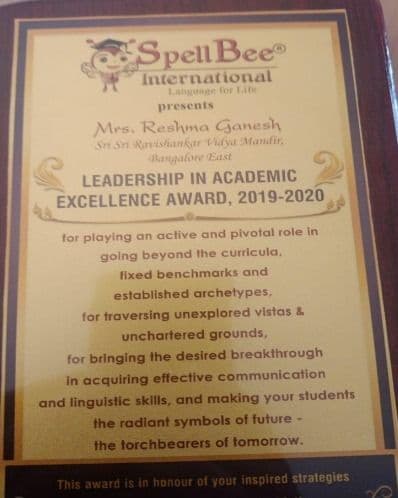 SpellBee®
International
Language for Life
presents
Mrs. Reshma Ganesh
Sri Sri Ravishankar Vidya Mandir,
Bangalore East
LEADERSHIP IN ACADEMIC
EXCELLENCE AWARD, 2019-2020
for playing an active and pivotal role in
going beyond the curricula,
fixed benchmarks and
established archetypes,
for traversing unexplored vistas &
unchartered grounds,
for bringing the desired breakthrough
in acquiring effective communication
and linguistic skills, and making your students
the radiant symbols of future -
the torchbearers of tomorrow.
This award is in honour of your inspired strategies